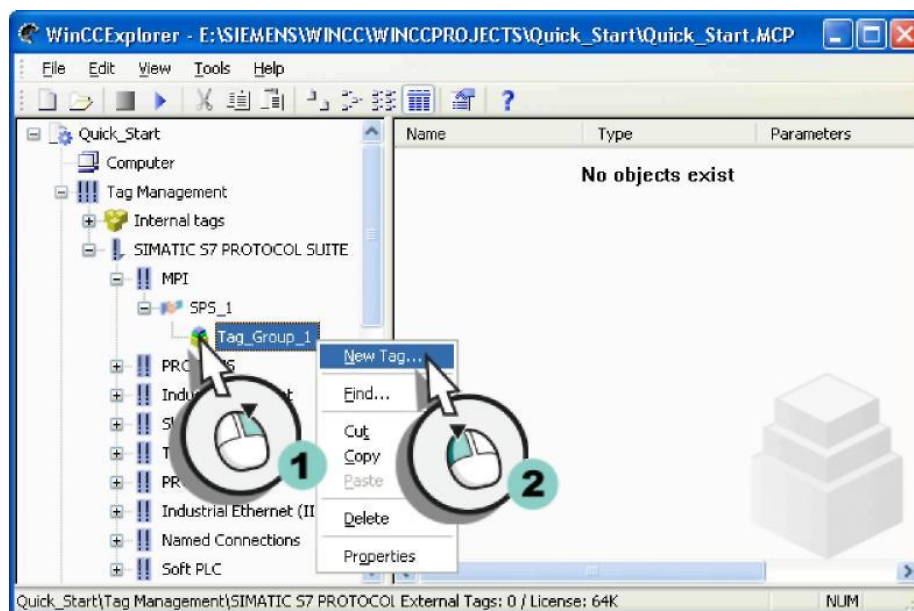 WinCCExplorer - E:\SIEMENS\WINCC\WINCCPROJECTS\Quick_Start\Quick_Start.MCP
File Edit View Tools Help
Quick_Start
Computer
Tag Management
Internal tags
SIMATIC S7 PROTOCOL SUITE
MPI
SPS_1
Tag_Group_1
Industrial Ethernet (II
Named Connections
Soft PLC
Name Type Parameters
No objects exist
New Tag...
Find...
Cut
Copy
Paste
Delete
Properties
1
2
Quick_Start\Tag Management\SIMATIC S7 PROTOCOL External Tags: 0 / License: 64K NUM